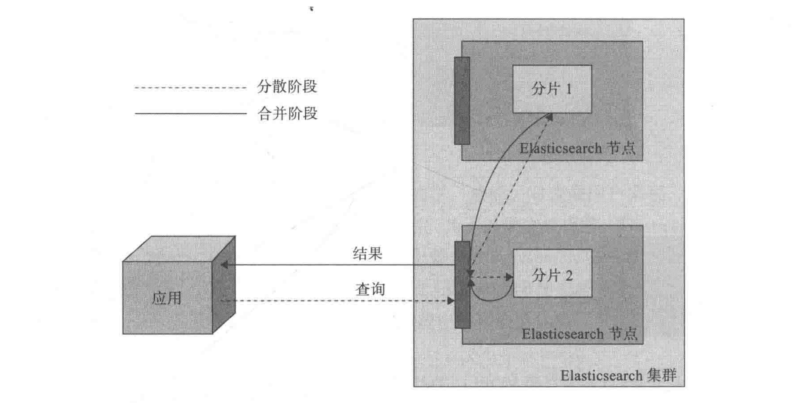 分散阶段
合并阶段
分片 1
Elasticsearch 节点
结果
查询
应用
分片 2
Elasticsearch 节点
Elasticsearch 集群